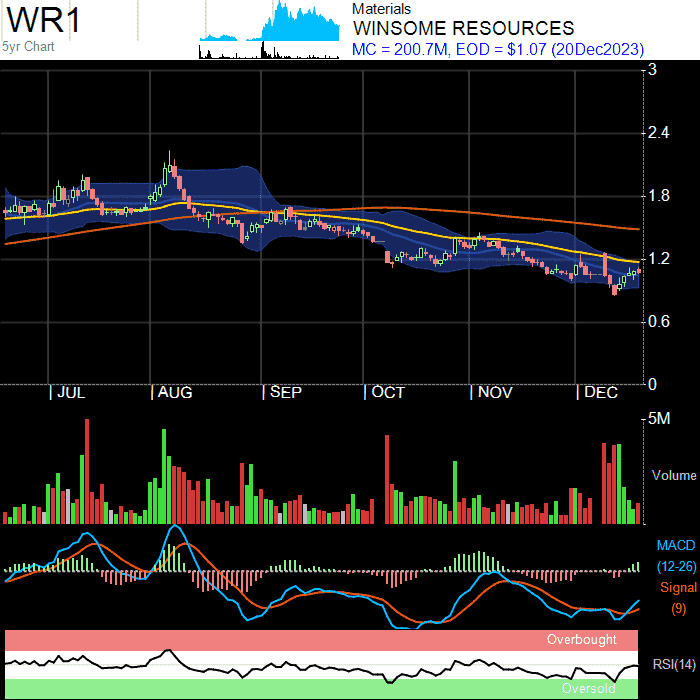 WR1
5yr Chart
Materials
WINSOME RESOURCES
MC = 200.7M, EOD = $1.07 (20Dec2023)
3
2.4
1.8
1.2
0.6
0
| JUL | AUG | SEP | OCT | NOV | DEC
5M
Volume
MACD
(12-26)
Signal
(9)
Overbought
RSI(14)
Oversold